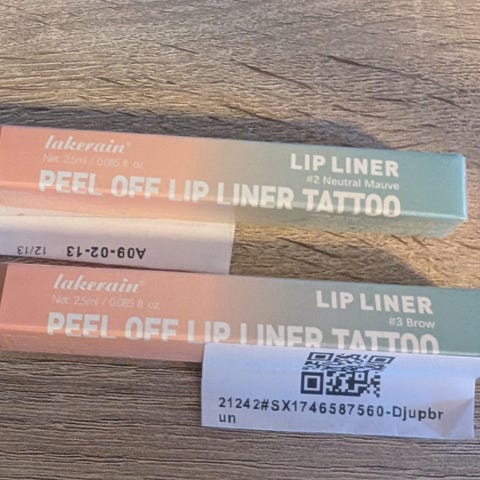 lakerain®
Net: 2.5ml / 0.085 fl. oz.
LIP LINER
#2 Neutral Mauve
PEEL OFF LIP LINER TATTOO
A09-02-13 12/13
lakerain®
Net: 2.5ml / 0.085 fl. oz.
LIP LINER
#3 Brow
PEEL OFF LIP LINER TATTOO
21242#SX1746587560-Djupbr
un